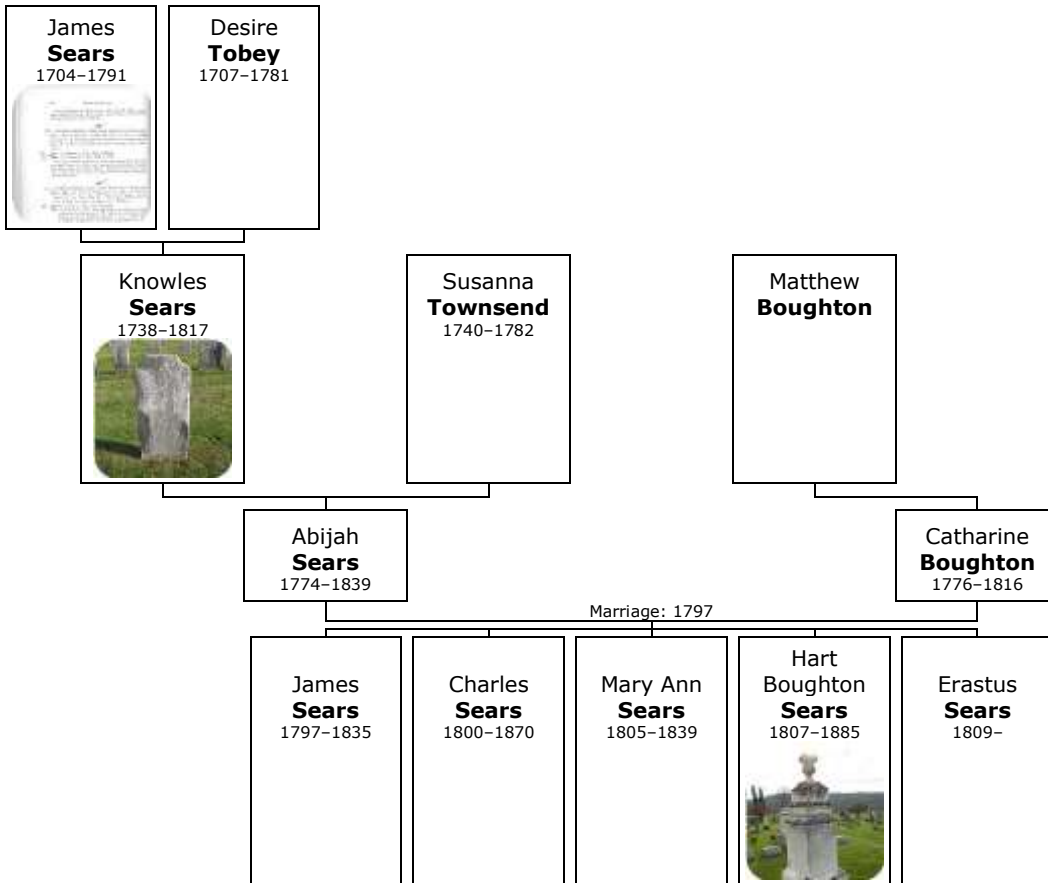 James
Sears
1704–1791
Desire
Tobey
1707–1781
Knowles
Sears
1738–1817
Susanna
Townsend
1740–1782
Matthew
Boughton
Abijah
Sears
1774–1839
Catharine
Boughton
1776–1816
Marriage: 1797
James
Sears
1797–1835
Charles
Sears
1800–1870
Mary Ann
Sears
1805–1839
Hart
Boughton
Sears
1807–1885
Erastus
Sears
1809–